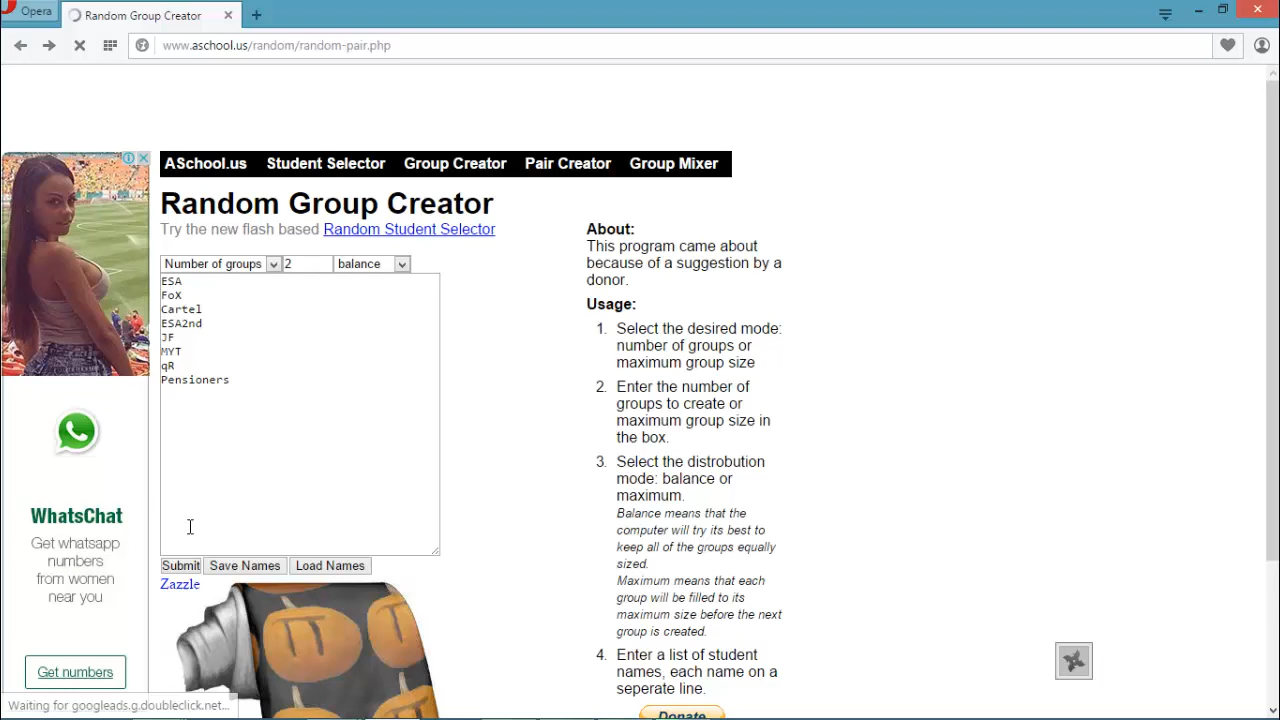 Opera
Random Group Creator
www.aschool.us/random/random-pair.php
ASchool.us Student Selector Group Creator Pair Creator Group Mixer
Random Group Creator
Try the new flash based Random Student Selector
Number of groups 2 balance
ESA
FoX
Cartel
ESA2nd
JF
MYT
qR
Pensioners
Submit Save Names Load Names
Zazzle
About:
This program came about
because of a suggestion by a
donor.
Usage:
1. Select the desired mode:
number of groups or
maximum group size
2. Enter the number of
groups to create or
maximum group size in
the box.
3. Select the distrobution
mode: balance or
maximum.
Balance means that the
computer will try its best to
keep all of the groups equally
sized.
Maximum means that each
group will be filled to its
maximum size before the next
group is created.
4. Enter a list of student
names, each name on a
seperate line.
Donate
WhatsChat
Get whatsapp
numbers
from women
near you
Get numbers
Waiting for googleads.g.doubleclick.net...